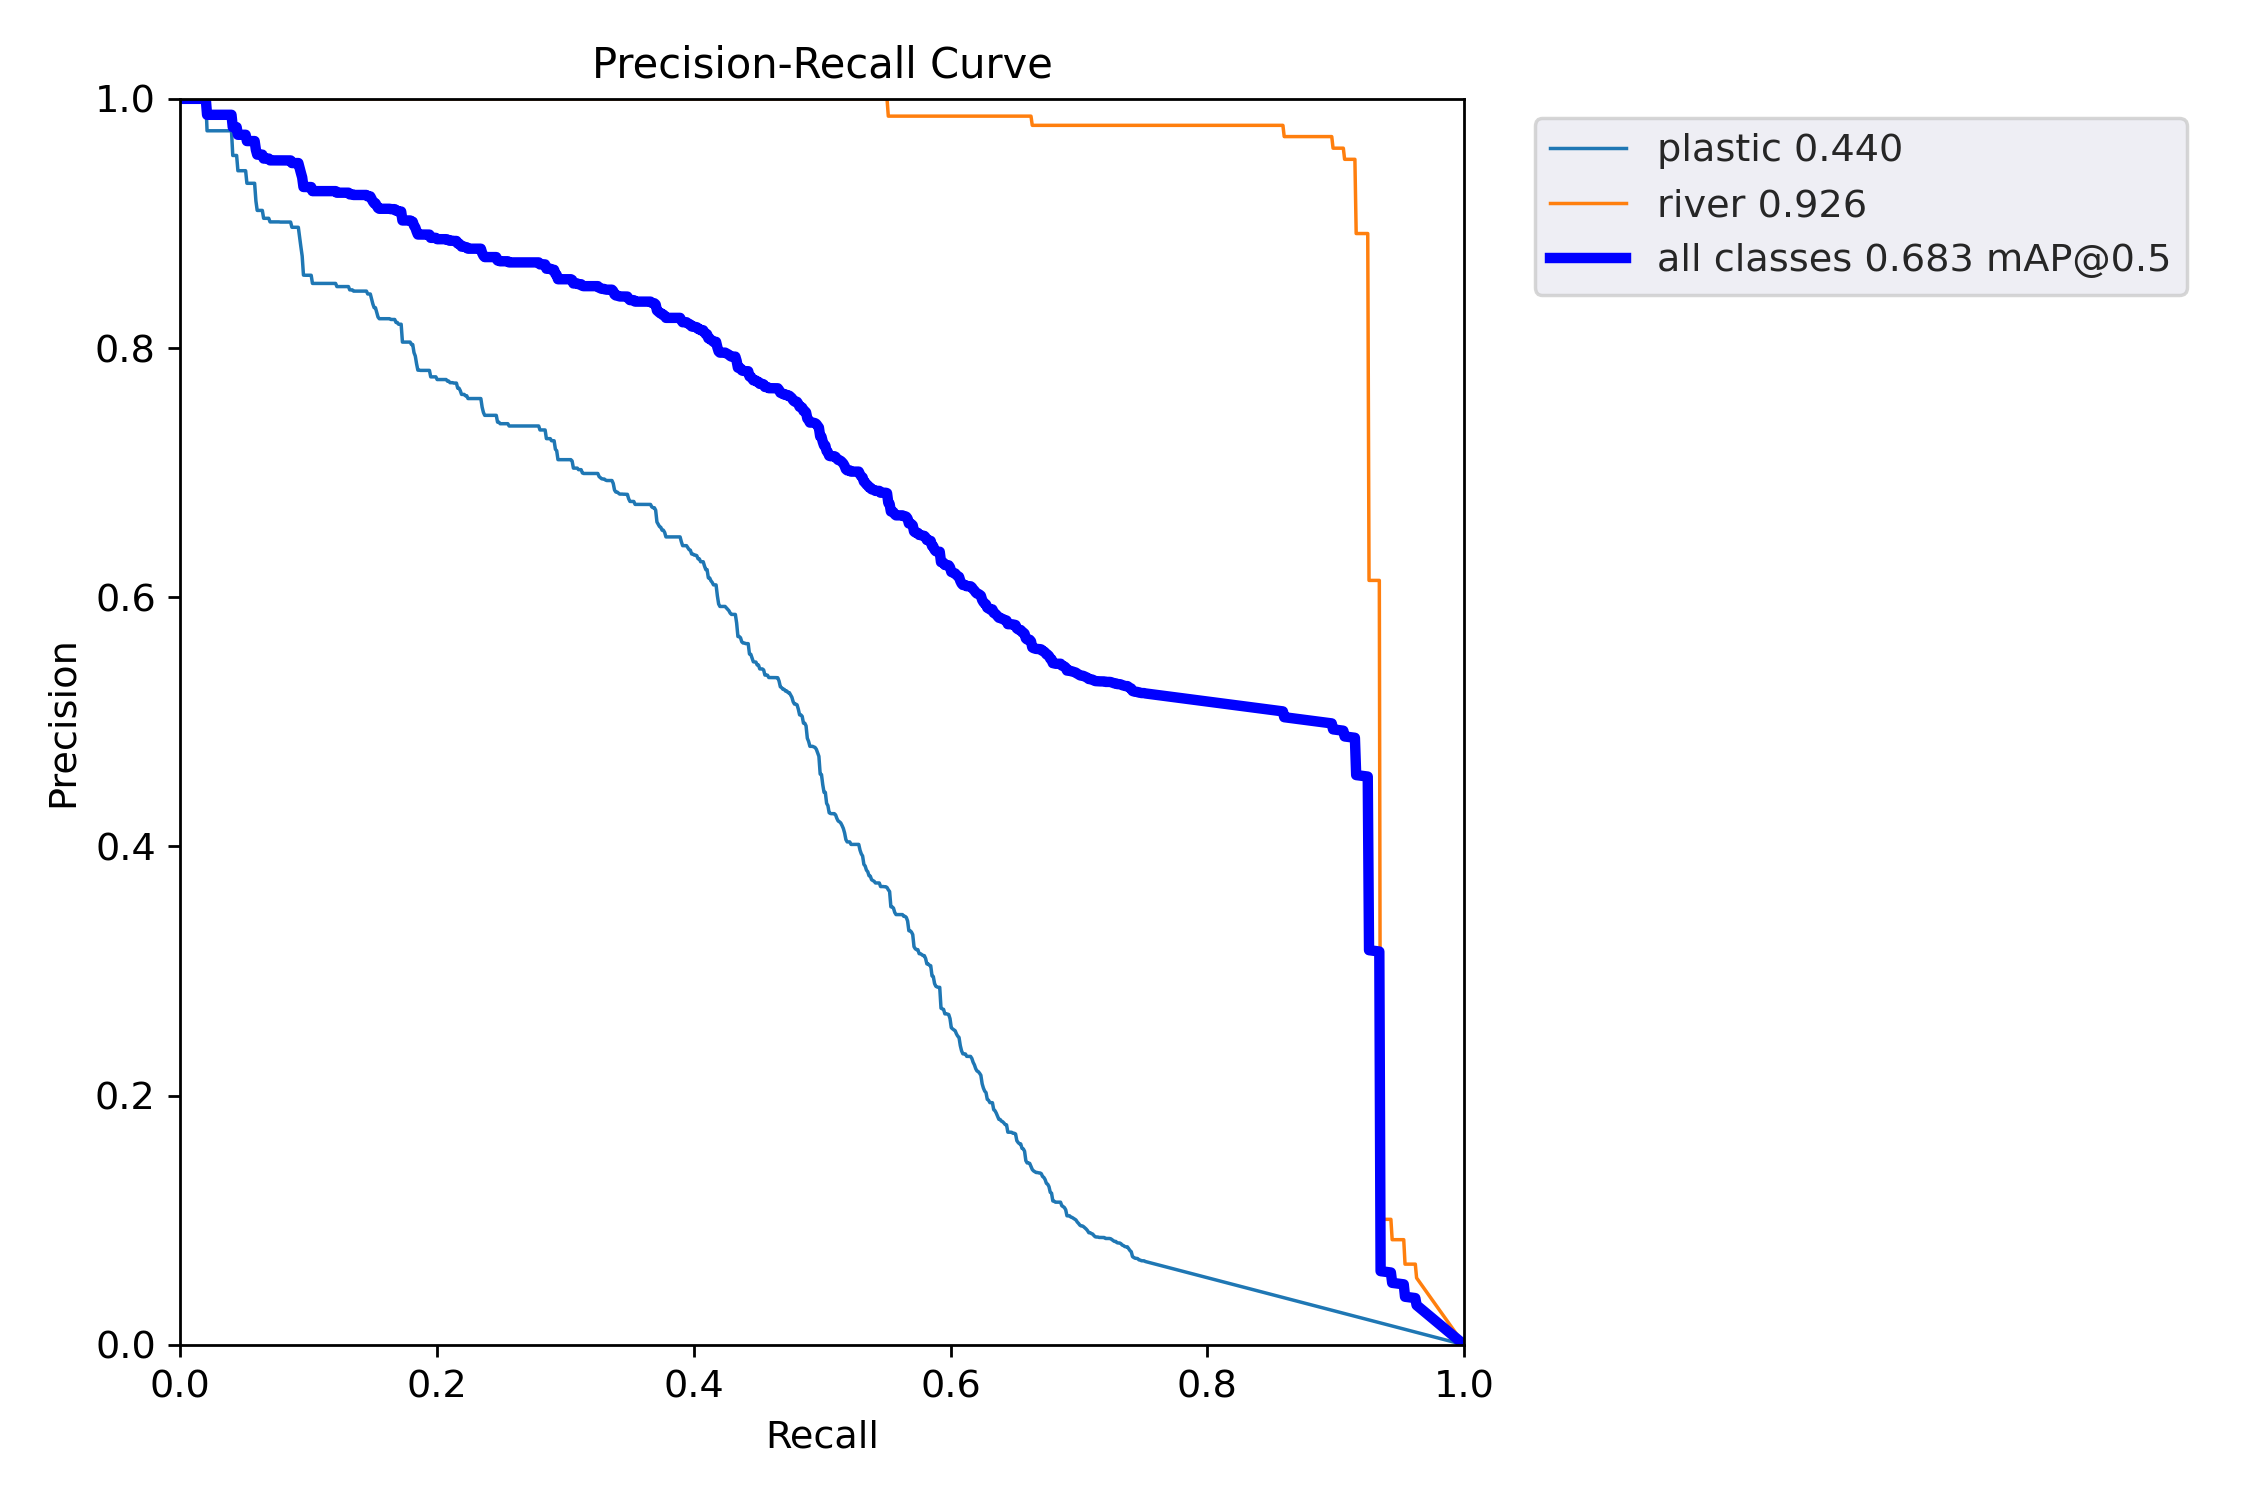 Precision-Recall Curve
1.0
0.8
0.6
0.4
0.2
0.0
Precision
0.0 0.2 0.4 0.6 0.8 1.0
Recall
plastic 0.440
river 0.926
all classes 0.683 mAP@0.5